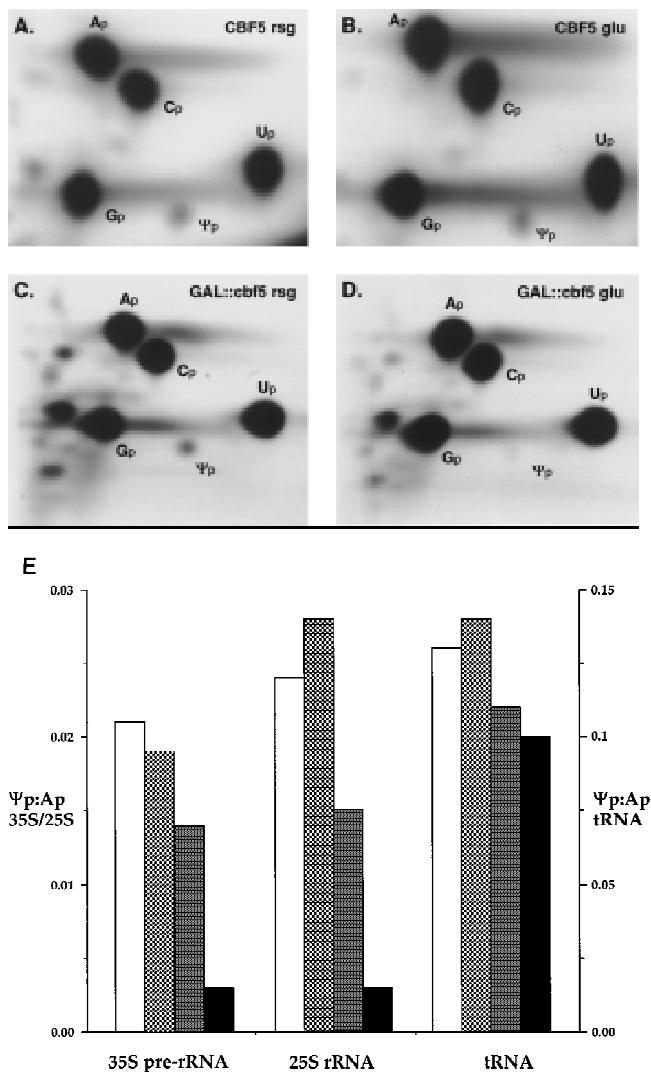 A. CBF5 rsg
Ap
Cp
Up
Gp
Ψp
B. CBF5 glu
Ap
Cp
Up
Gp
Ψp
C. GAL::cbf5 rsg
Ap
Cp
Up
Gp
Ψp
D. GAL::cbf5 glu
Ap
Cp
Up
Gp
Ψp
E
0.03
0.02
0.01
0.00
Ψp:Ap
35S/25S
0.15
0.1
0.05
0.00
Ψp:Ap
tRNA
35S pre-rRNA 25S rRNA tRNA